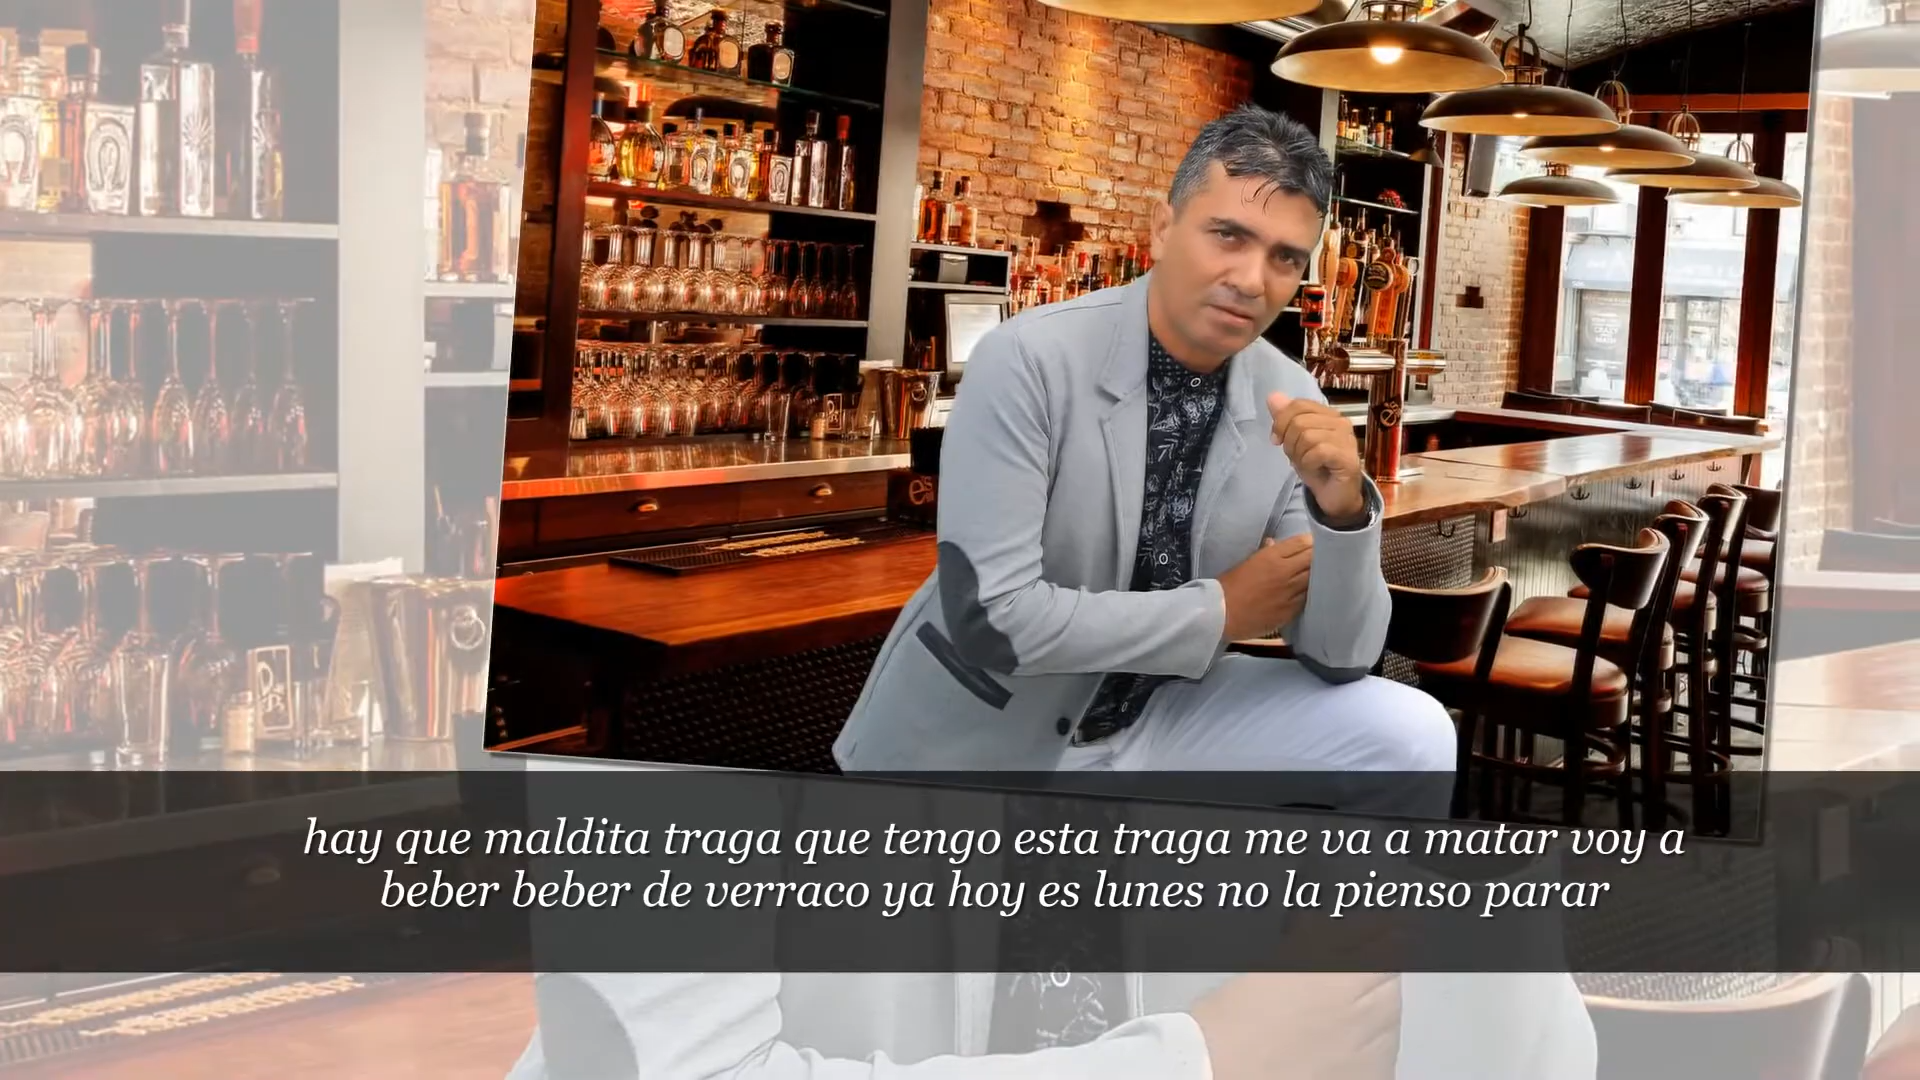 hay que maldita traga que tengo esta traga me va a matar voy a
beber beber de verraco ya hoy es lunes no la pienso parar